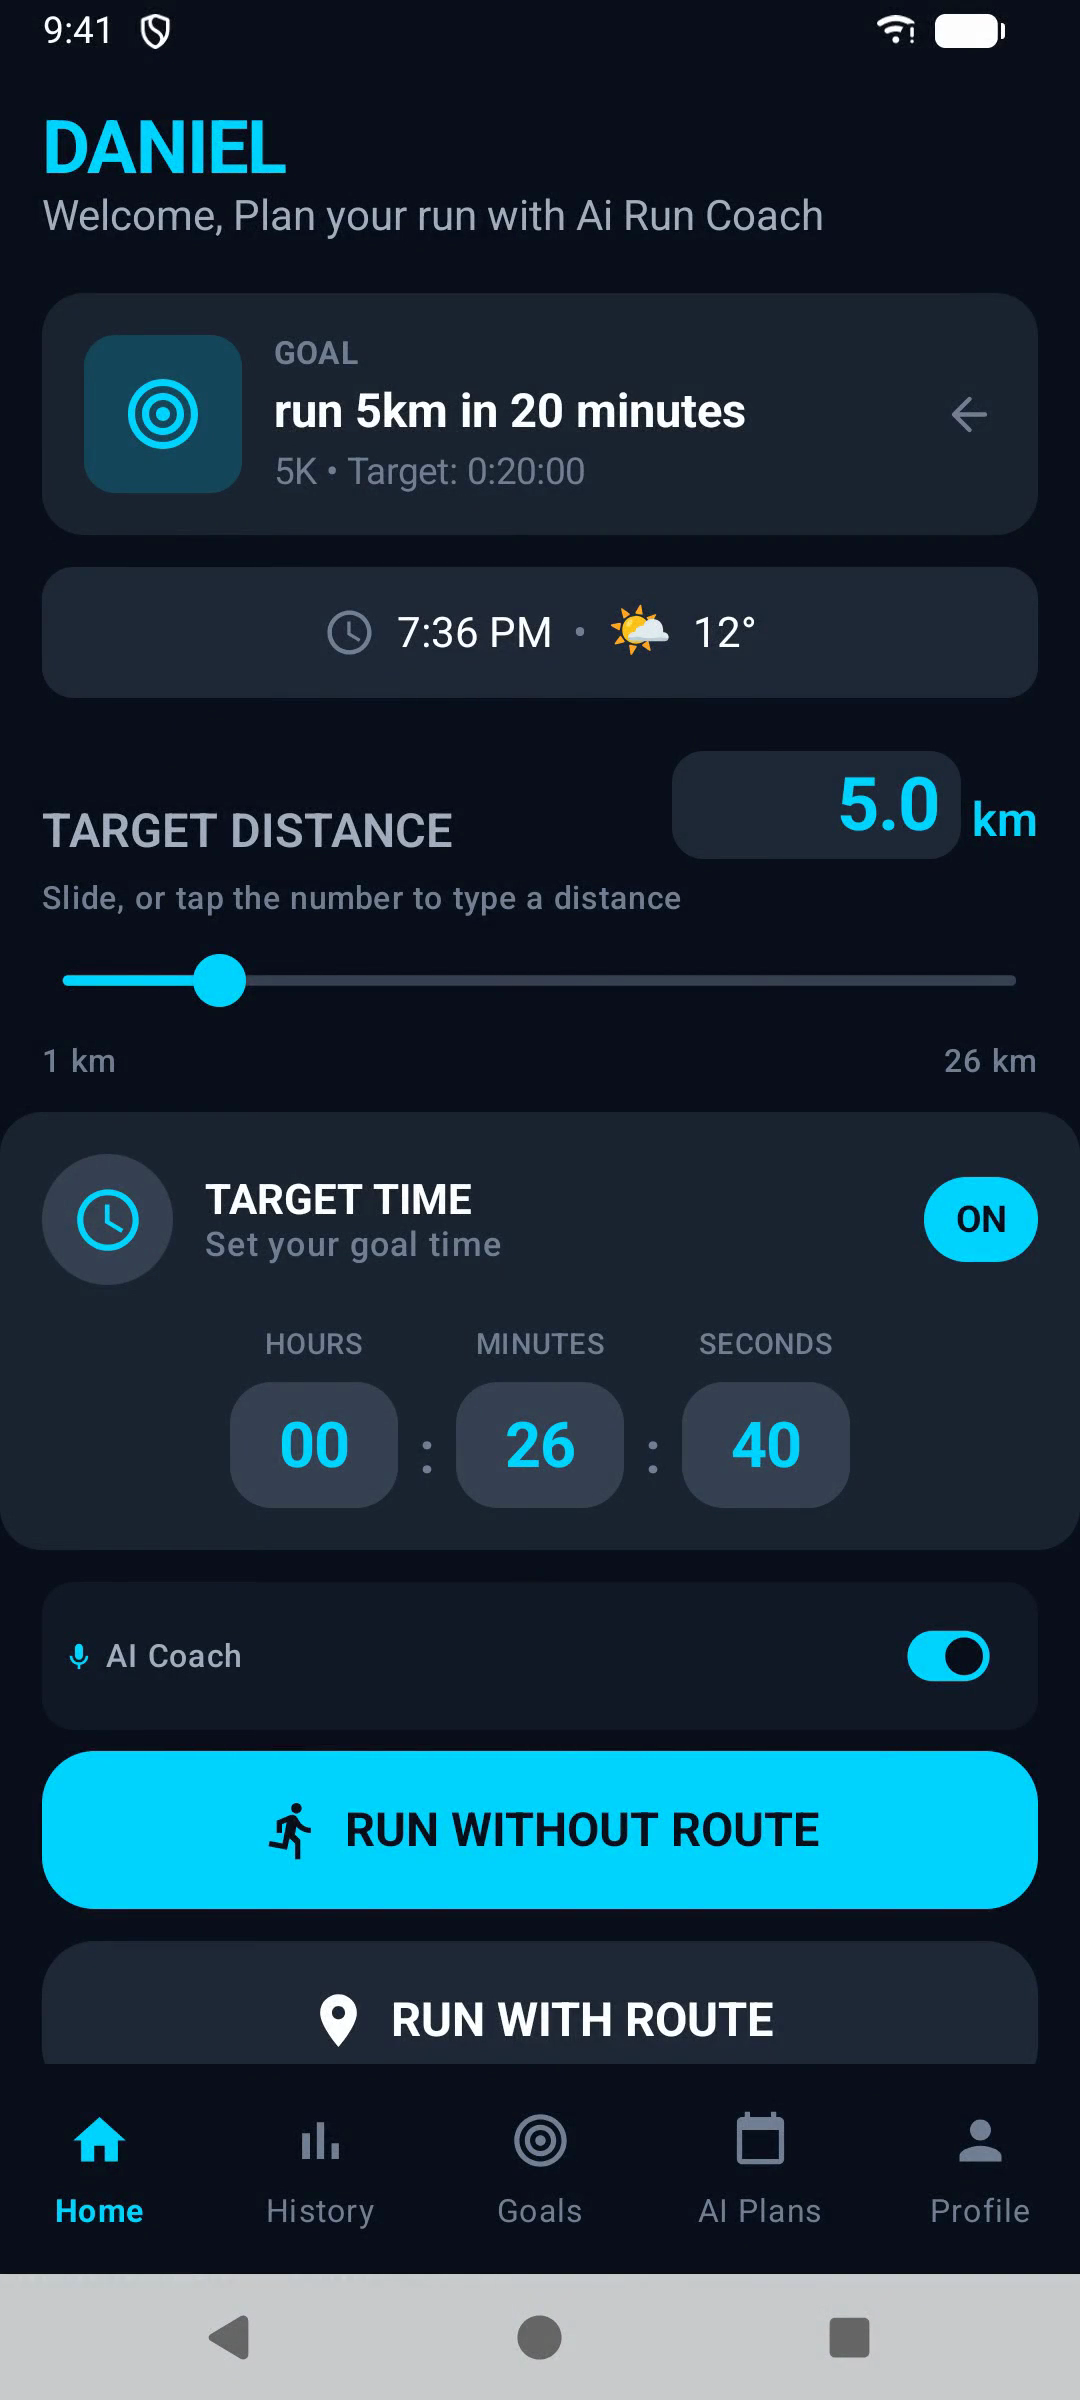 9:41
DANIEL
Welcome, Plan your run with Ai Run Coach
GOAL
run 5km in 20 minutes
5K • Target: 0:20:00
7:36 PM • 12°
5.0 km
TARGET DISTANCE
Slide, or tap the number to type a distance
1 km 26 km
TARGET TIME
Set your goal time
ON
HOURS MINUTES SECONDS
00 : 26 : 40
AI Coach
RUN WITHOUT ROUTE
RUN WITH ROUTE
Home History Goals AI Plans Profile